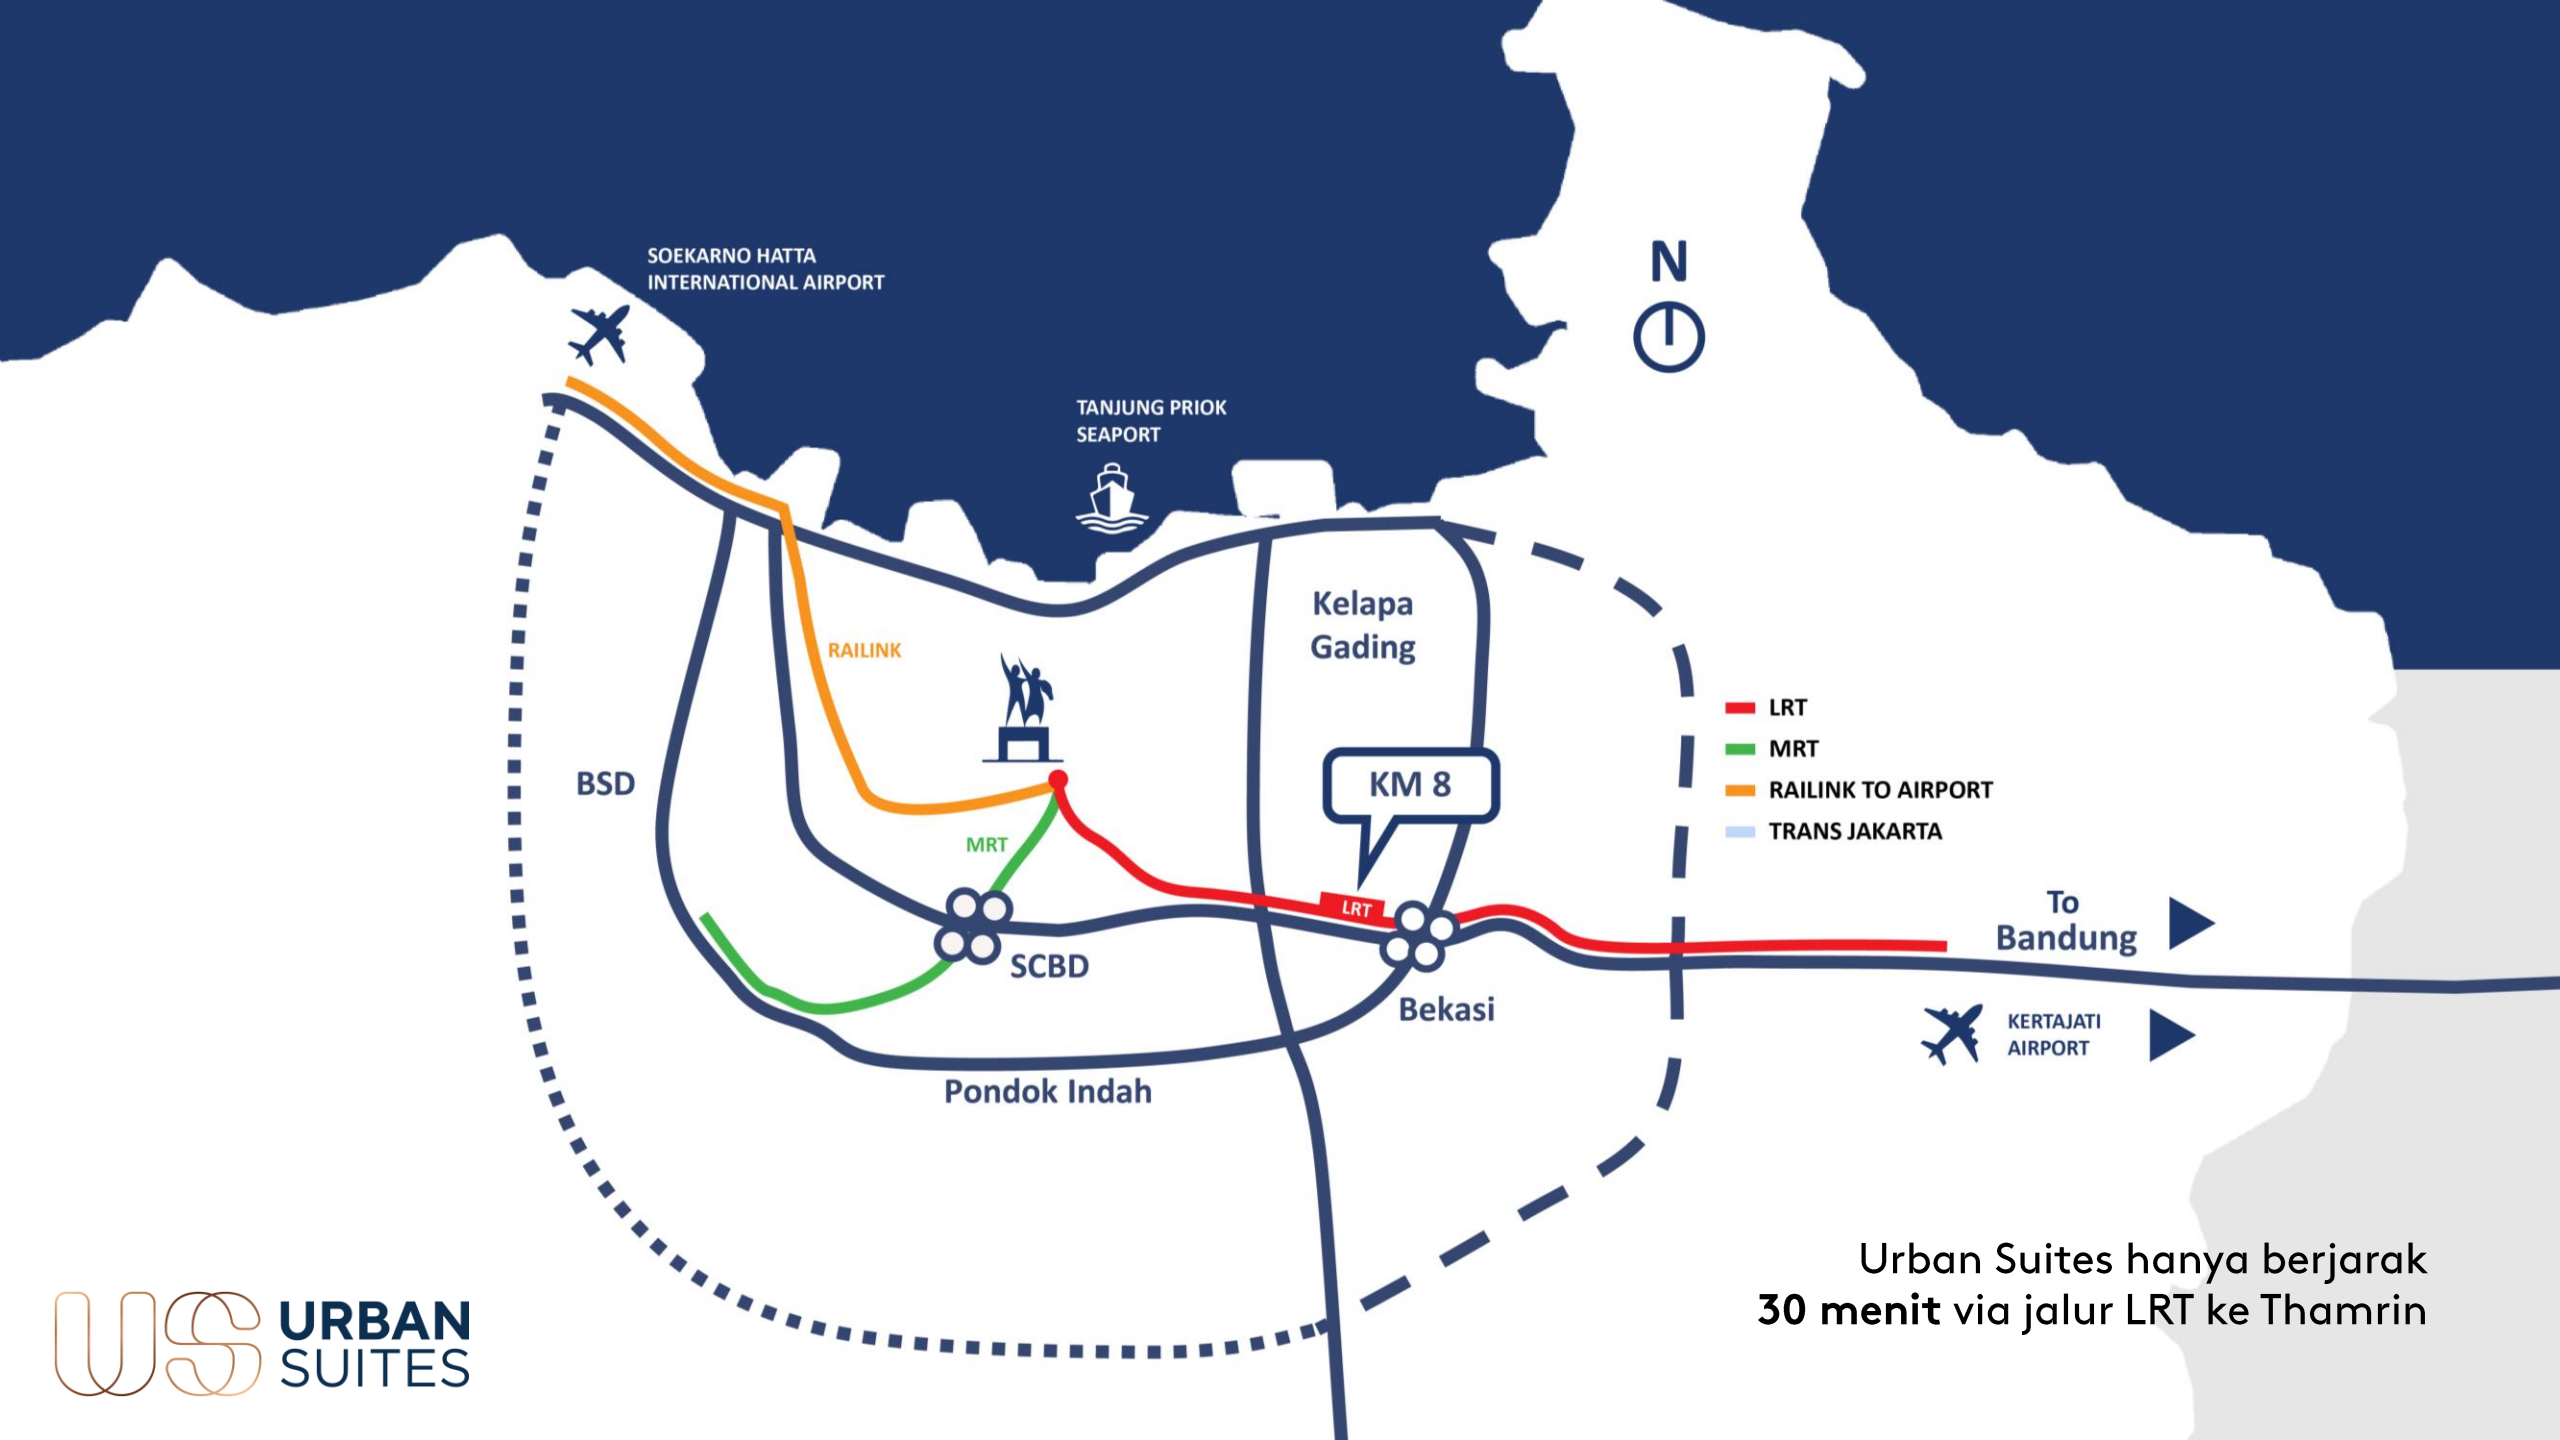 SOEKARNO HATTA
INTERNATIONAL AIRPORT
N
TANJUNG PRIOK
SEAPORT
Kelapa
Gading
RAILINK
LRT
MRT
RAILINK TO AIRPORT
TRANS JAKARTA
BSD
KM 8
MRT
LRT
To
Bandung
SCBD
Bekasi
KERTAJATI
AIRPORT
Pondok Indah
Urban Suites hanya berjarak
30 menit via jalur LRT ke Thamrin
US URBAN
SUITES